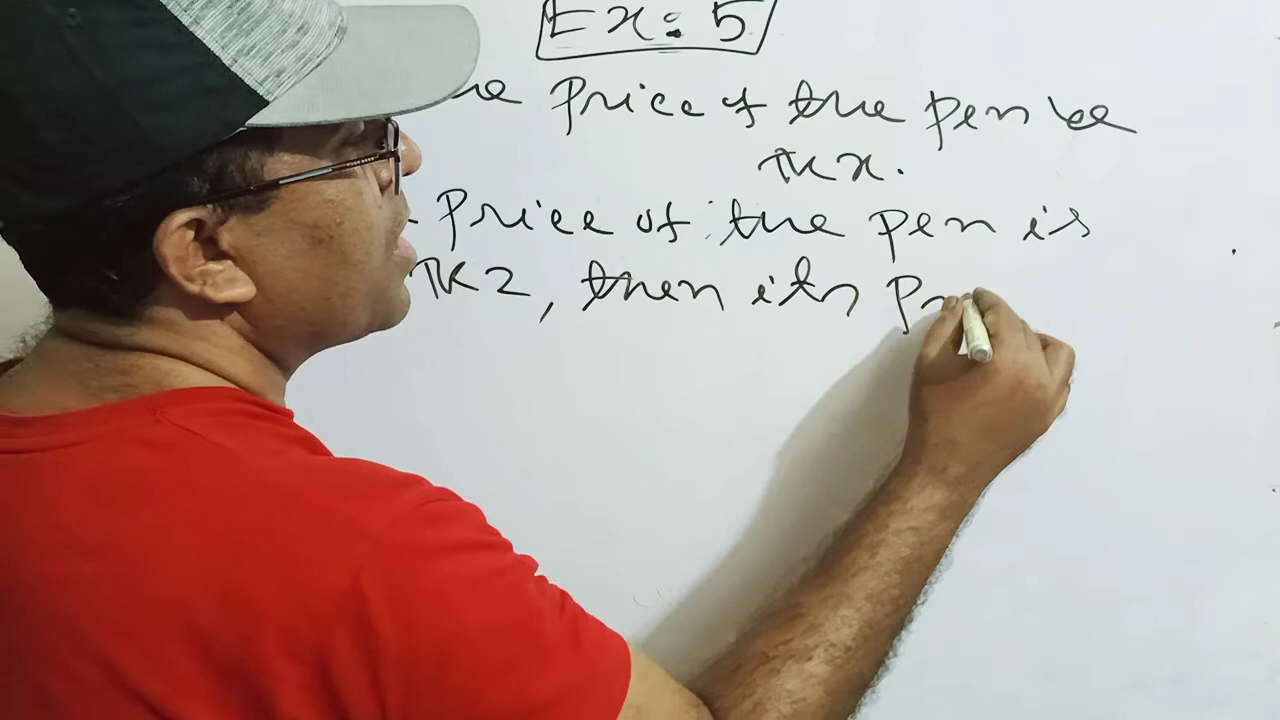 Ex: 5
Price of the pen be
TK x.
Price of the pen is
TK 2, then its